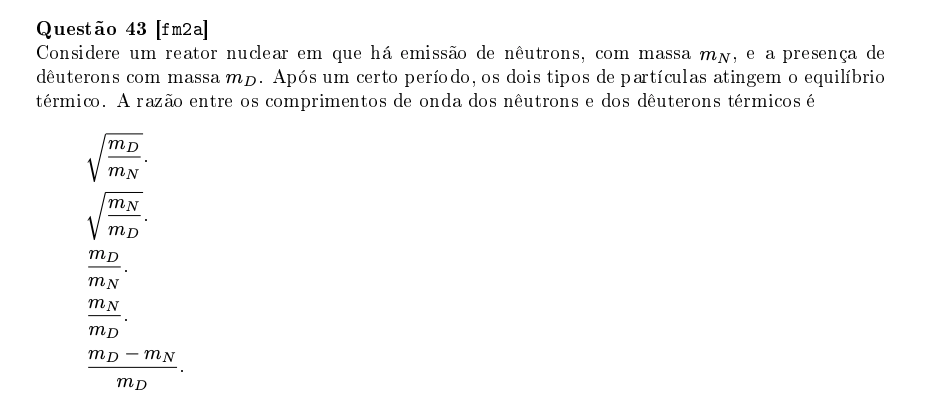 Questão 43 [fm2a]
Considere um reator nuclear em que há emissão de nêutrons, com massa $m_N$, e a presença de
dêuterons com massa $m_D$. Após um certo período, os dois tipos de partículas atingem o equilíbrio
térmico. A razão entre os comprimentos de onda dos nêutrons e dos dêuterons térmicos é
$\sqrt{\frac{m_D}{m_N}}$.
$\sqrt{\frac{m_N}{m_D}}$.
$\frac{m_D}{m_N}$.
$\frac{m_N}{m_D}$.
$\frac{m_D - m_N}{m_D}$.